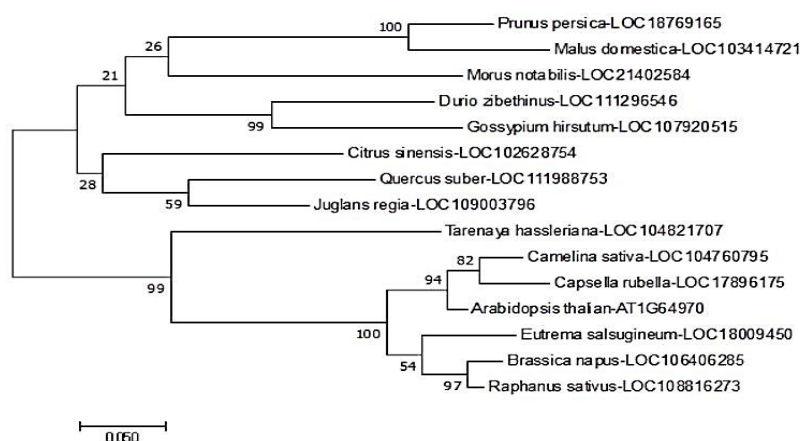 100 Prunus persica-LOC18769165
Malus domestica-LOC103414721
26
Morus notabilis-LOC21402584
21
Durio zibethinus-LOC111296546
99 Gossypium hirsutum-LOC107920515
Citrus sinensis-LOC102628754
28 Quercus suber-LOC111988753
59 Juglans regia-LOC109003796
Tarenaya hassleriana-LOC104821707
82 Camelina sativa-LOC104760795
94 Capsella rubella-LOC17896175
99
Arabidopsis thalian-AT1G64970
100 Eutrema salsugineum-LOC18009450
54 Brassica napus-LOC106406285
97 Raphanus sativus-LOC108816273
0.050